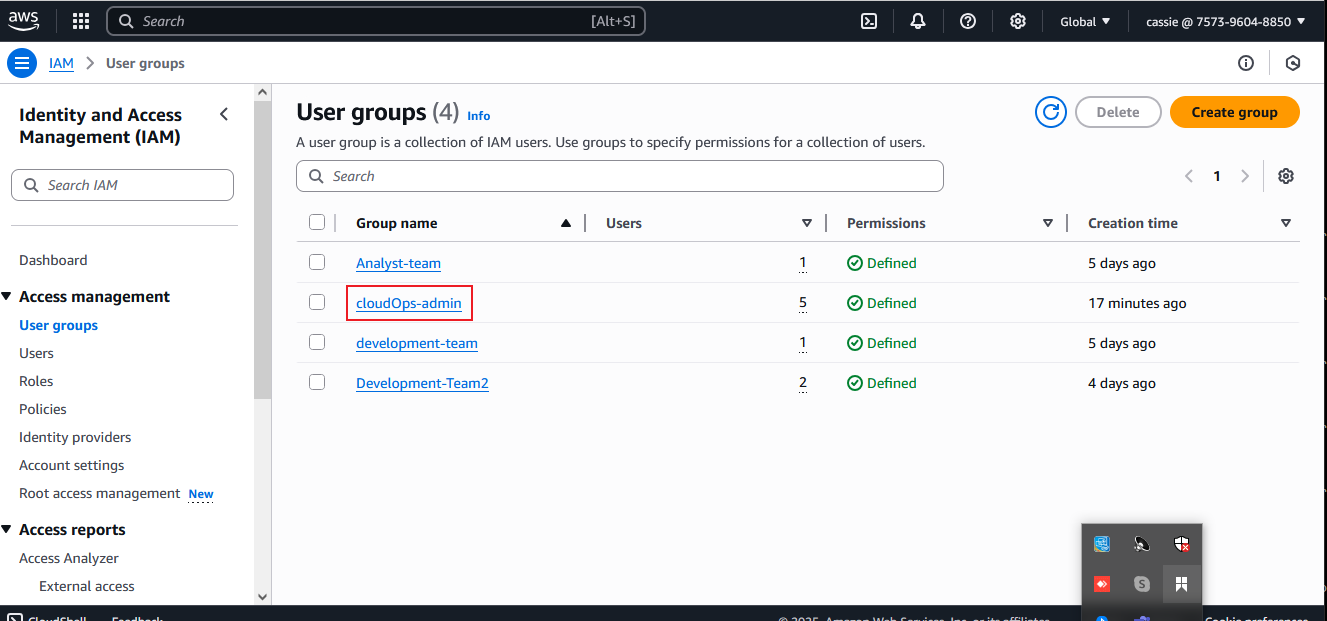 aws
Search [Alt+S]
Global
cassie @ 7573-9604-8850
IAM > User groups
Identity and Access
Management (IAM)
Search IAM
Dashboard
Access management
User groups
Users
Roles
Policies
Identity providers
Account settings
Root access management New
Access reports
Access Analyzer
External access
User groups (4) Info
A user group is a collection of IAM users. Use groups to specify permissions for a collection of users.
Delete
Create group
Search
1
Group name Users Permissions Creation time
Analyst-team 1 Defined 5 days ago
cloudOps-admin 5 Defined 17 minutes ago
development-team 1 Defined 5 days ago
Development-Team2 2 Defined 4 days ago
S
CloudShell Feedback © 2025, Amazon Web Services, Inc. or its affiliates. Cookie preferences